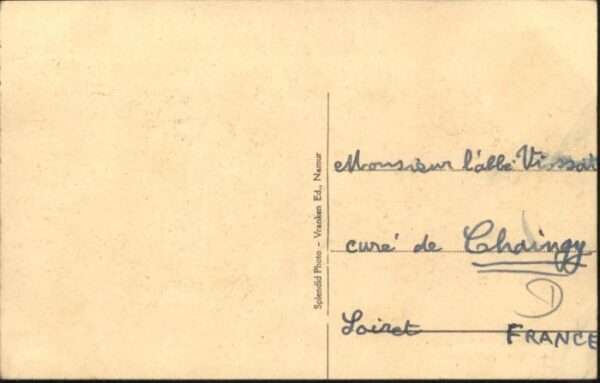 Splendid Photo - Vranken Ed., Namur
Monsieur l'abbé Vissat
curé de Chaingy
Loiret FRANCE